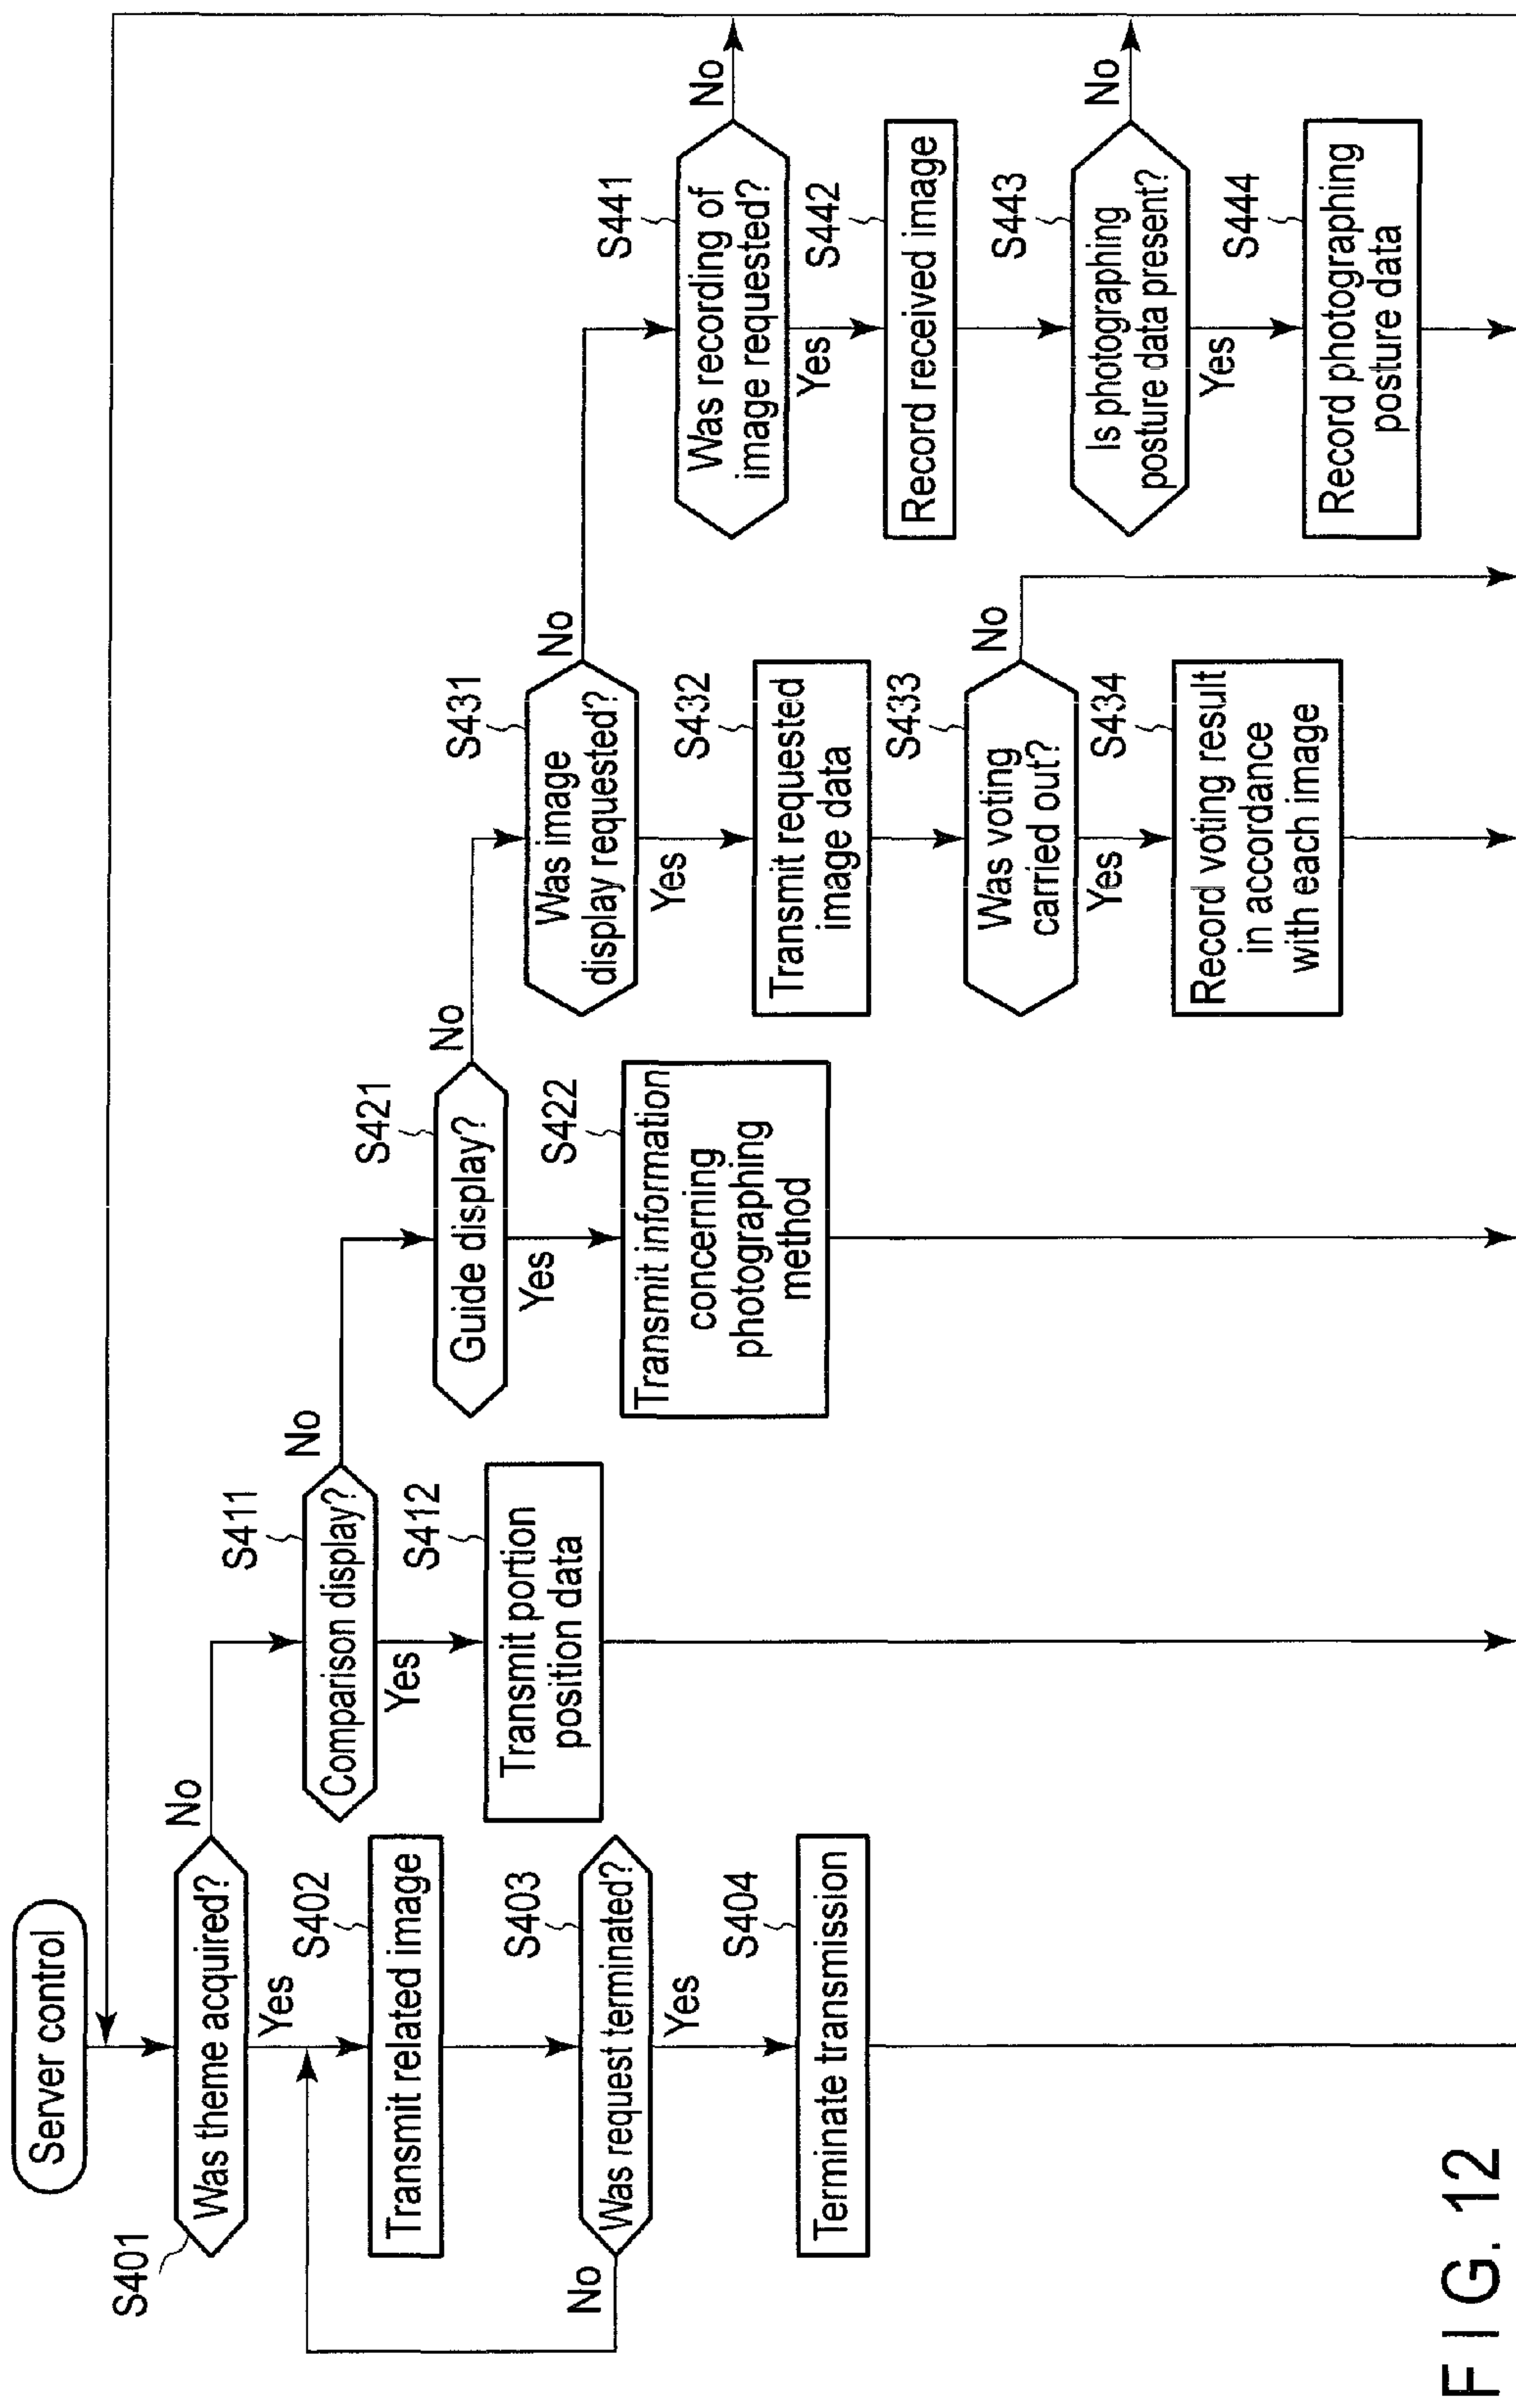 Server control
S401
Was theme acquired?
No
Yes
S402
Transmit related image
S403
Was request terminated?
No
Yes
S404
Terminate transmission
S411
Comparison display?
No
Yes
S412
Transmit portion
position data
S421
Guide display?
No
Yes
S422
Transmit information
concerning
photographing
method
S431
Was image
display requested?
No
Yes
S432
Transmit requested
image data
S433
Was voting
carried out?
No
Yes
S434
Record voting result
in accordance
with each image
S441
Was recording of
image requested?
No
Yes
S442
Record received image
S443
Is photographing
posture data present?
No
Yes
S444
Record photographing
posture data
FIG. 12